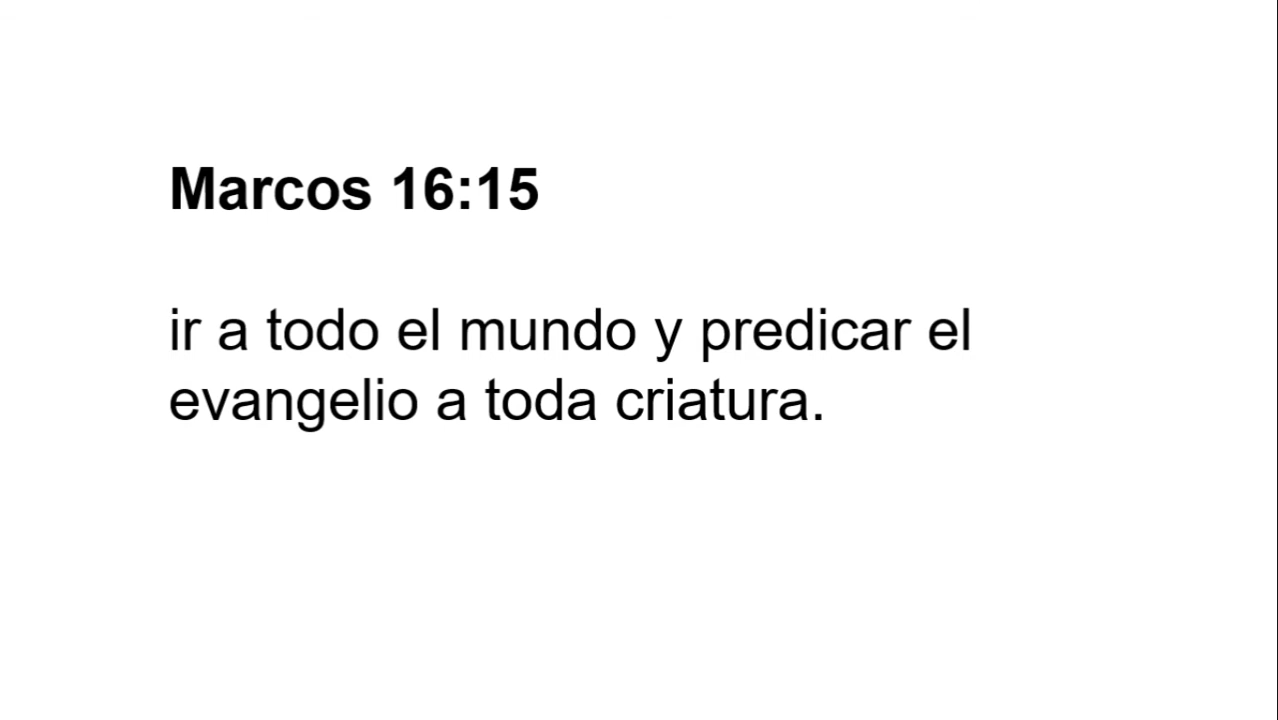 Marcos 16:15
ir a todo el mundo y predicar el
evangelio a toda criatura.